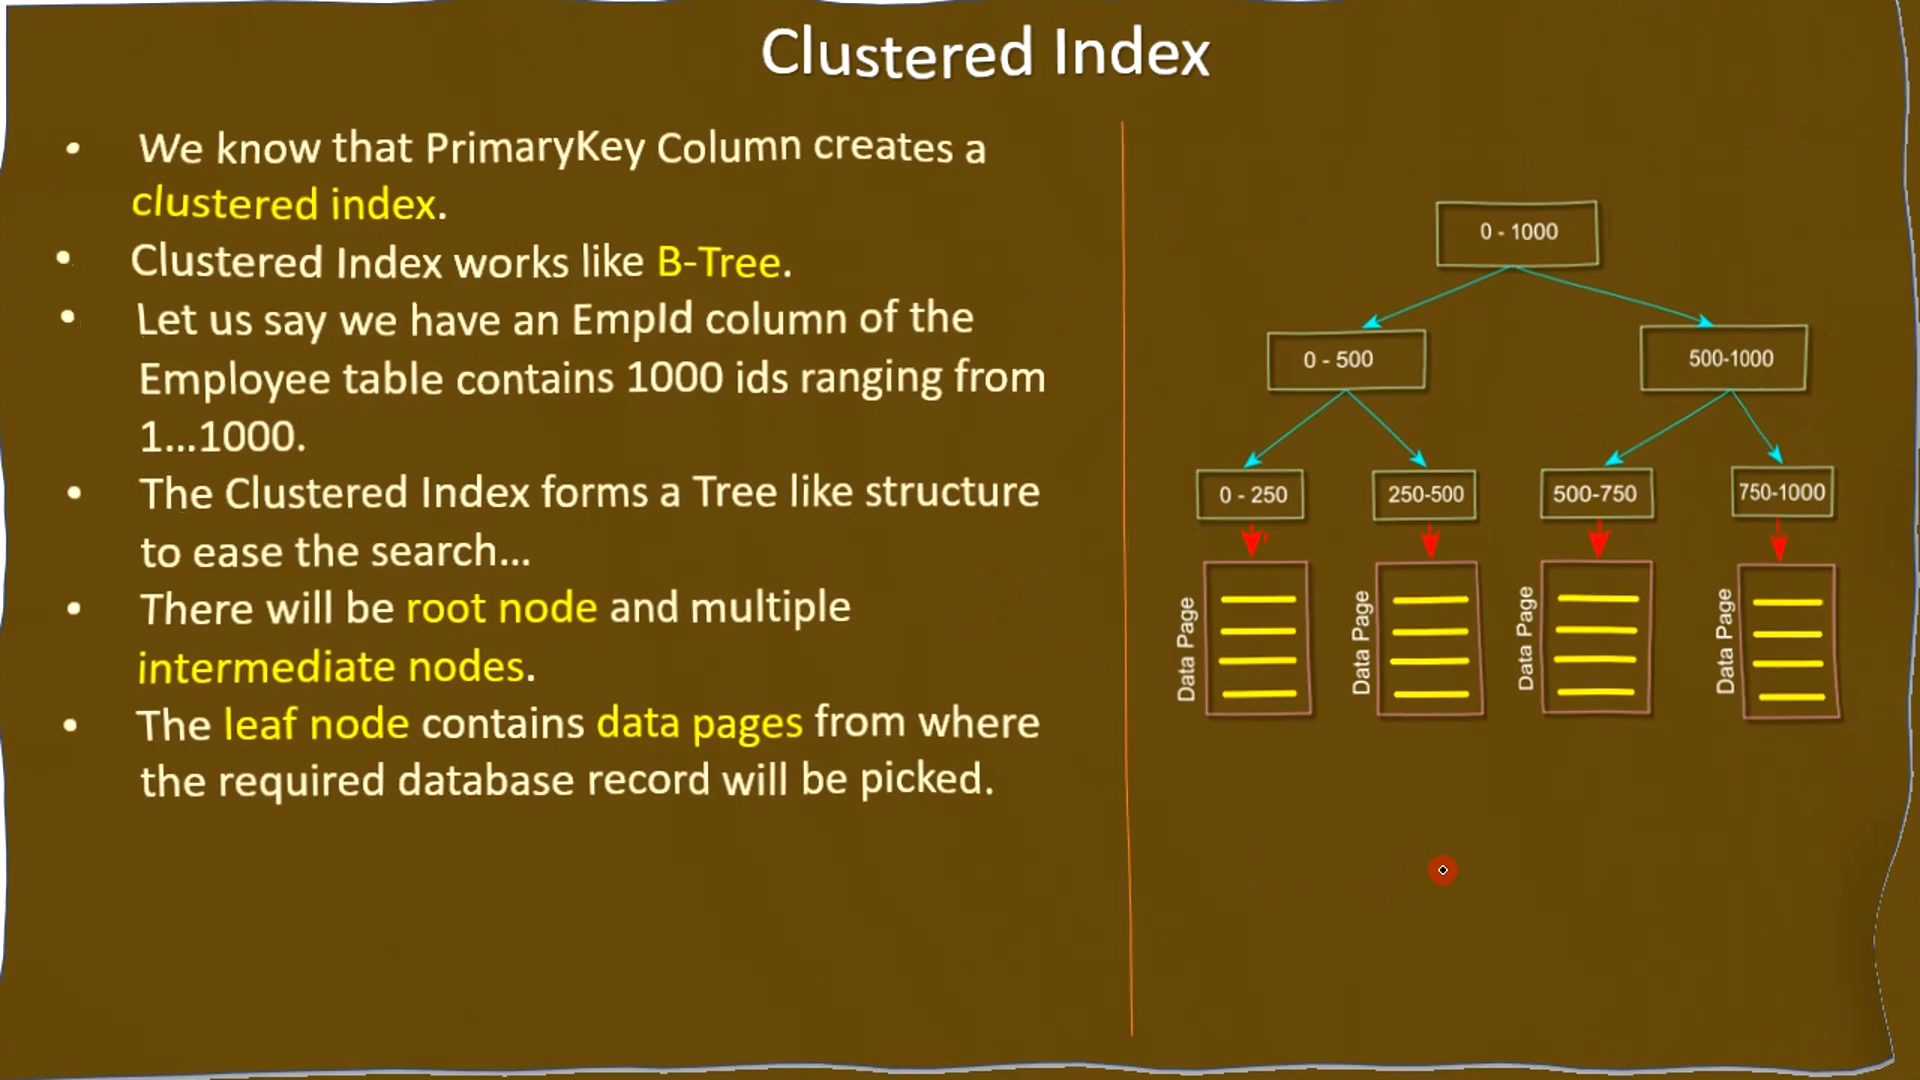 Clustered Index
• We know that PrimaryKey Column creates a
clustered index.
• Clustered Index works like B-Tree.
• Let us say we have an EmpId column of the
Employee table contains 1000 ids ranging from
1...1000.
• The Clustered Index forms a Tree like structure
to ease the search...
• There will be root node and multiple
intermediate nodes.
• The leaf node contains data pages from where
the required database record will be picked.
0 - 1000
0 - 500
500-1000
0 - 250
250-500
500-750
750-1000
Data Page
Data Page
Data Page
Data Page